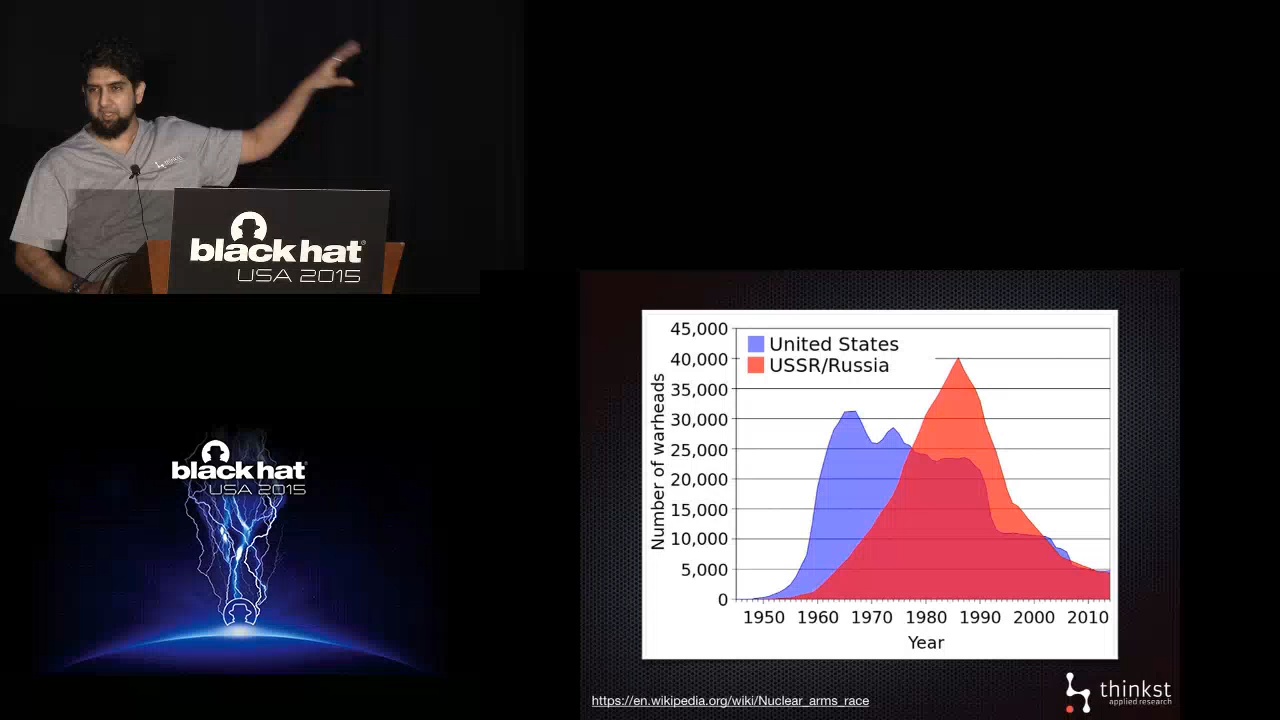 thinkst
black hat
USA 2015
black hat
USA 2015
45,000
40,000
35,000
30,000
25,000
20,000
15,000
10,000
5,000
0
Number of warheads
United States
USSR/Russia
1950 1960 1970 1980 1990 2000 2010
Year
https://en.wikipedia.org/wiki/Nuclear_arms_race
thinkst
applied research